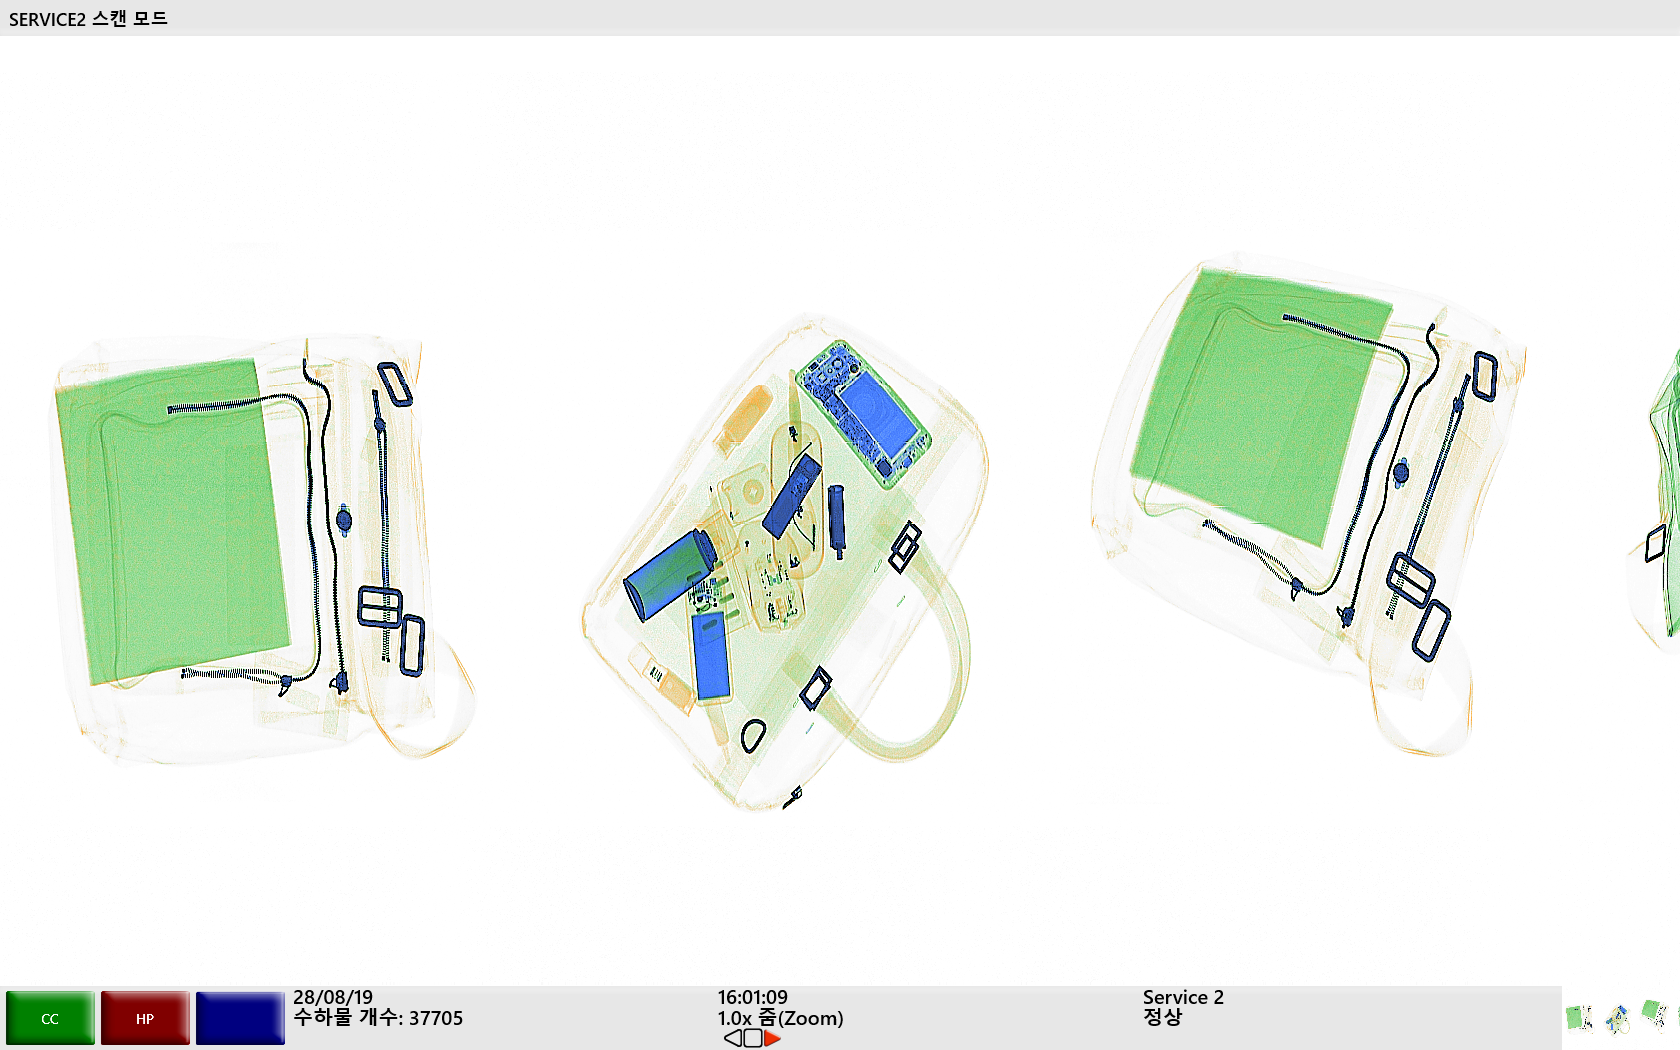 SERVICE2 스캔 모드
CC
HP
28/08/19
수하물 개수: 37705
16:01:09
1.0x 줌(Zoom)
Service 2
정상